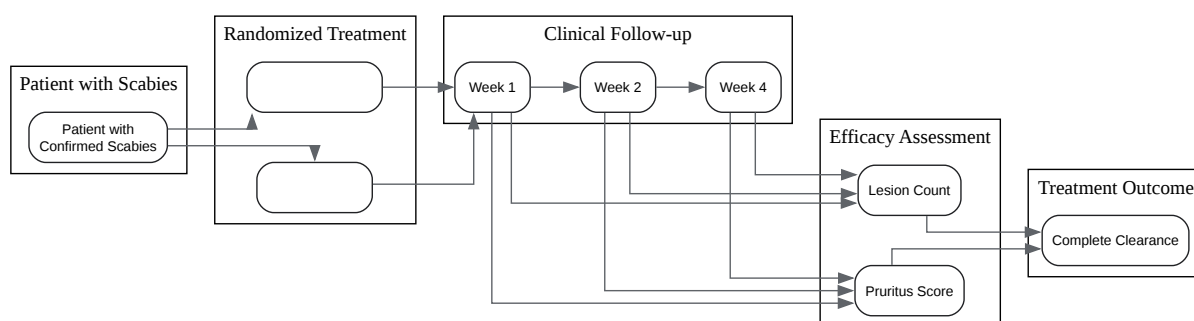 Patient with Scabies
Patient with
Confirmed Scabies
Randomized Treatment
Clinical Follow-up
Week 1
Week 2
Week 4
Efficacy Assessment
Lesion Count
Pruritus Score
Treatment Outcome
Complete Clearance